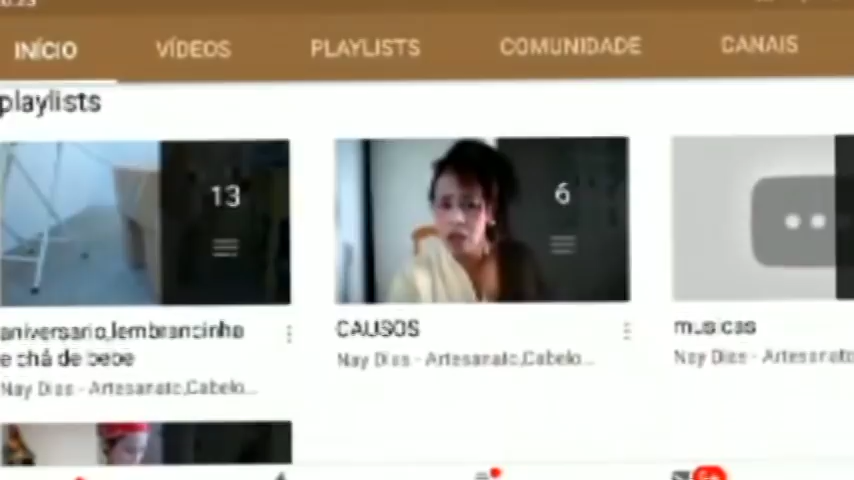 INÍCIO VÍDEOS PLAYLISTS COMUNIDADE CANAIS
playlists
13
6
aniversario,lembrancinha
e chá de bebe
Nay Dias - Artesanato,Cabelo...
CAUSOS
Nay Dias - Artesanato,Cabelo...
musicas
Nay Dias - Artesanato